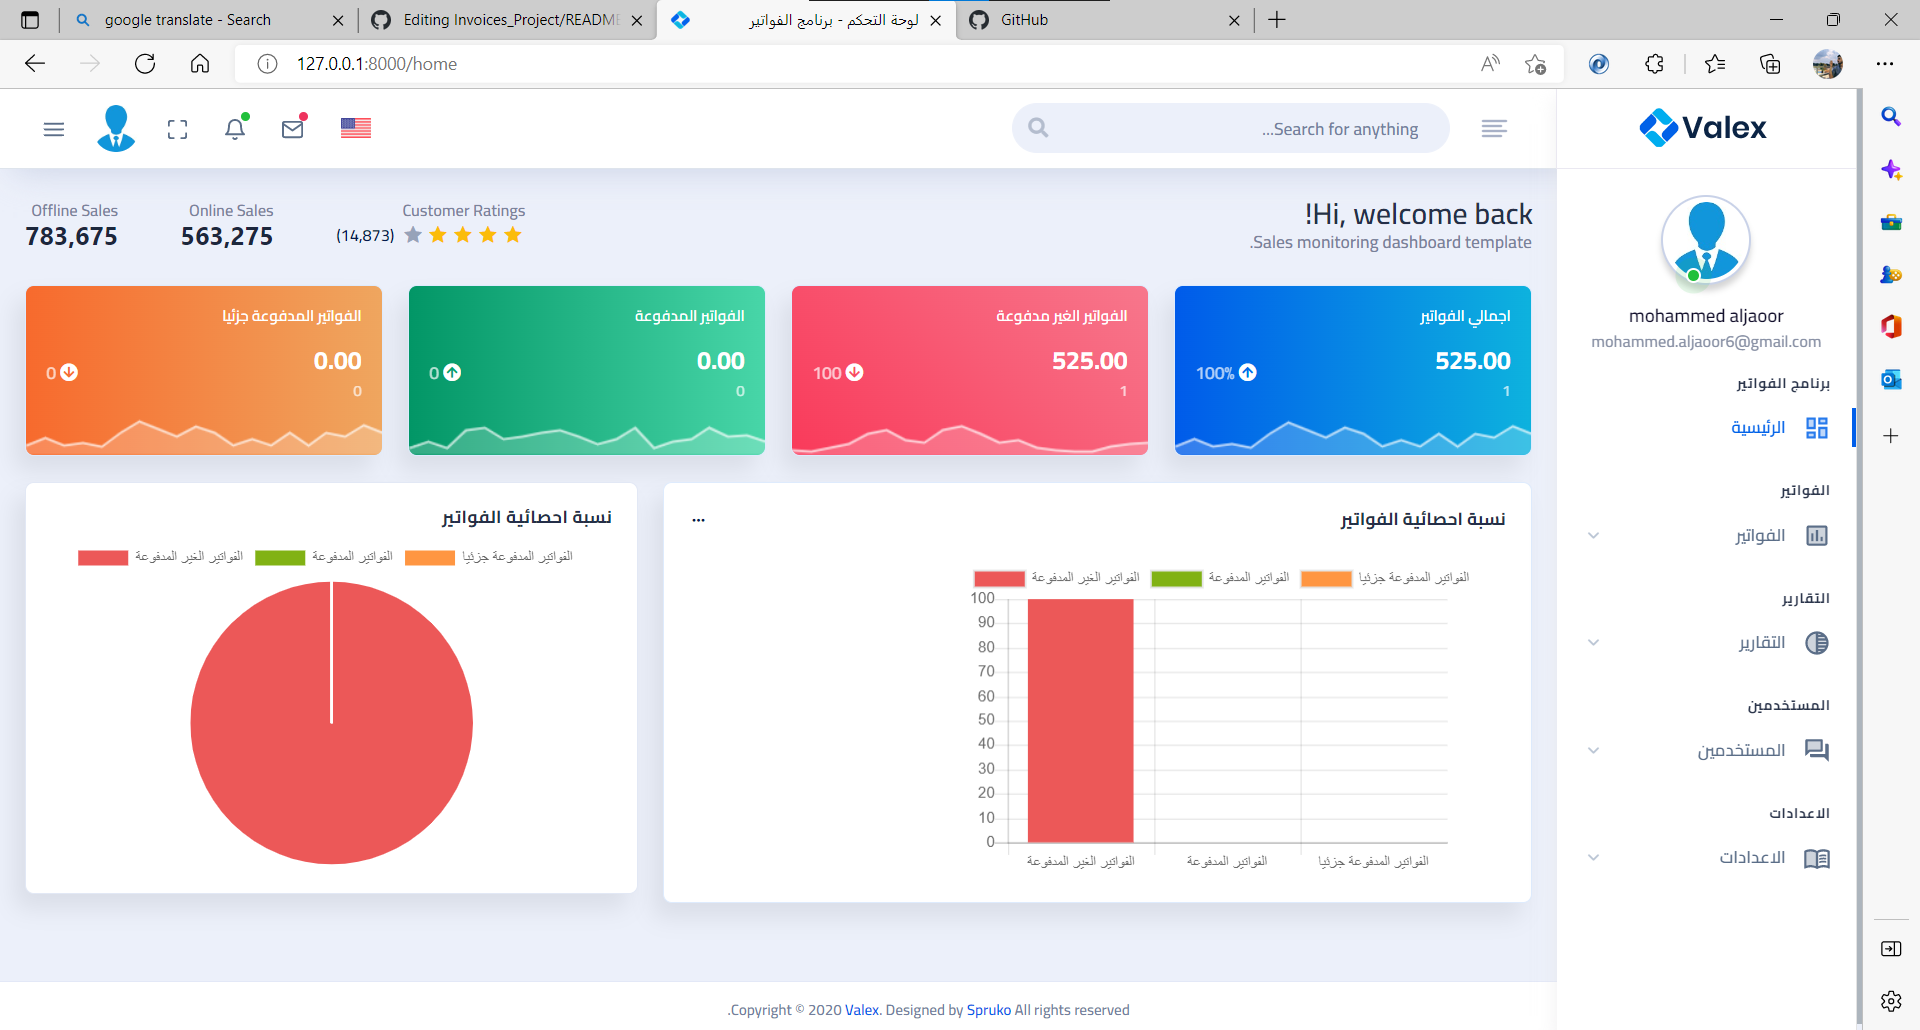 google translate - Search
Editing Invoices_Project/README
لوحة التحكم - برنامج الفواتير
GitHub
127.0.0.1:8000/home
...Search for anything
Valex
Offline Sales
783,675
Online Sales
563,275
Customer Ratings
(14,873)
!Hi, welcome back
.Sales monitoring dashboard template
mohammed aljaoor
mohammed.aljaoor6@gmail.com
برنامج الفواتير
الرئيسية
الفواتير
الفواتير
التقارير
التقارير
المستخدمين
المستخدمين
الاعدادات
الاعدادات
اجمالي الفواتير
525.00
1
100%
الفواتير الغير مدفوعة
525.00
1
100
الفواتير المدفوعة
0.00
0
0
الفواتير المدفوعة جزئيا
0.00
0
0
نسبة احصائية الفواتير
...
الفواتير الغير المدفوعة
الفواتير المدفوعة
الفواتير المدفوعة جزئيا
100
90
80
70
60
50
40
30
20
10
0
الفواتير الغير المدفوعة
الفواتير المدفوعة
الفواتير المدفوعة جزئيا
نسبة احصائية الفواتير
الفواتير الغير المدفوعة
الفواتير المدفوعة
الفواتير المدفوعة جزئيا
.Copyright © 2020 Valex. Designed by Spruko All rights reserved